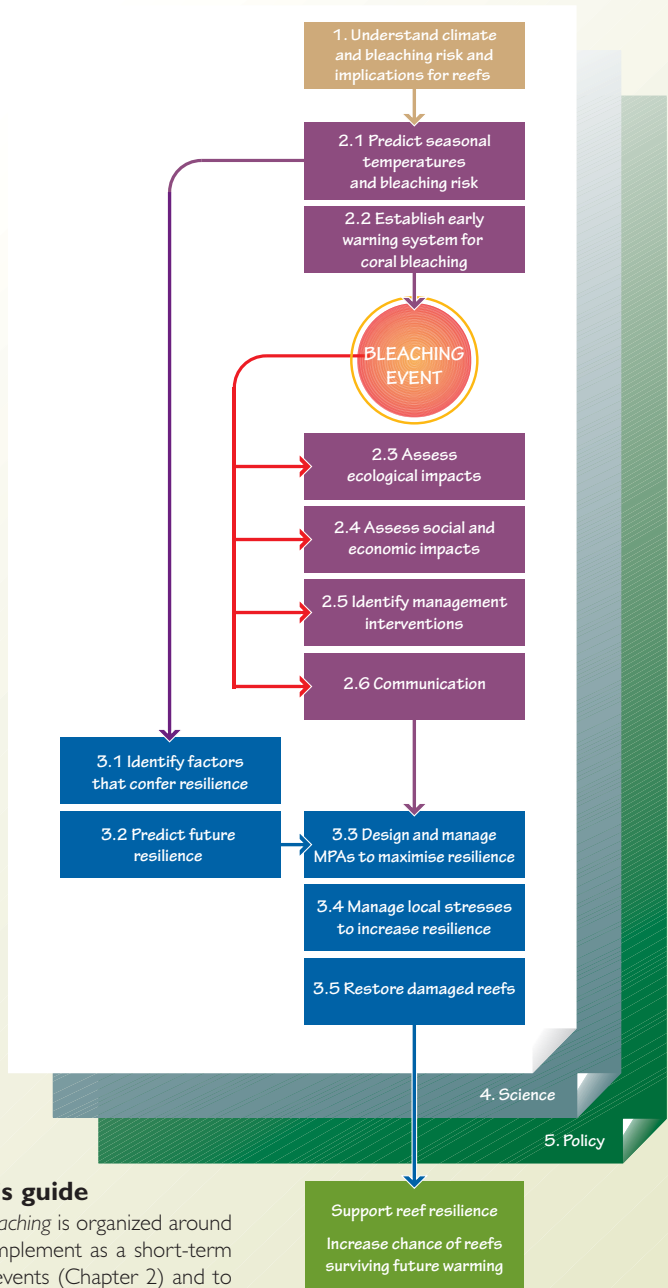 1. Understand climate
and bleaching risk and
implications for reefs
2.1 Predict seasonal
temperatures
and bleaching risk
2.2 Establish early
warning system for
coral bleaching
BLEACHING
EVENT
2.3 Assess
ecological impacts
2.4 Assess social and
economic impacts
2.5 Identify management
interventions
2.6 Communication
3.1 Identify factors
that confer resilience
3.2 Predict future
resilience
3.3 Design and manage
MPAs to maximise resilience
3.4 Manage local stresses
to increase resilience
3.5 Restore damaged reefs
4. Science
5. Policy
s guide
eaching is organized around
mplement as a short-term
events (Chapter 2) and to
Support reef resilience
Increase chance of reefs
surviving future warming